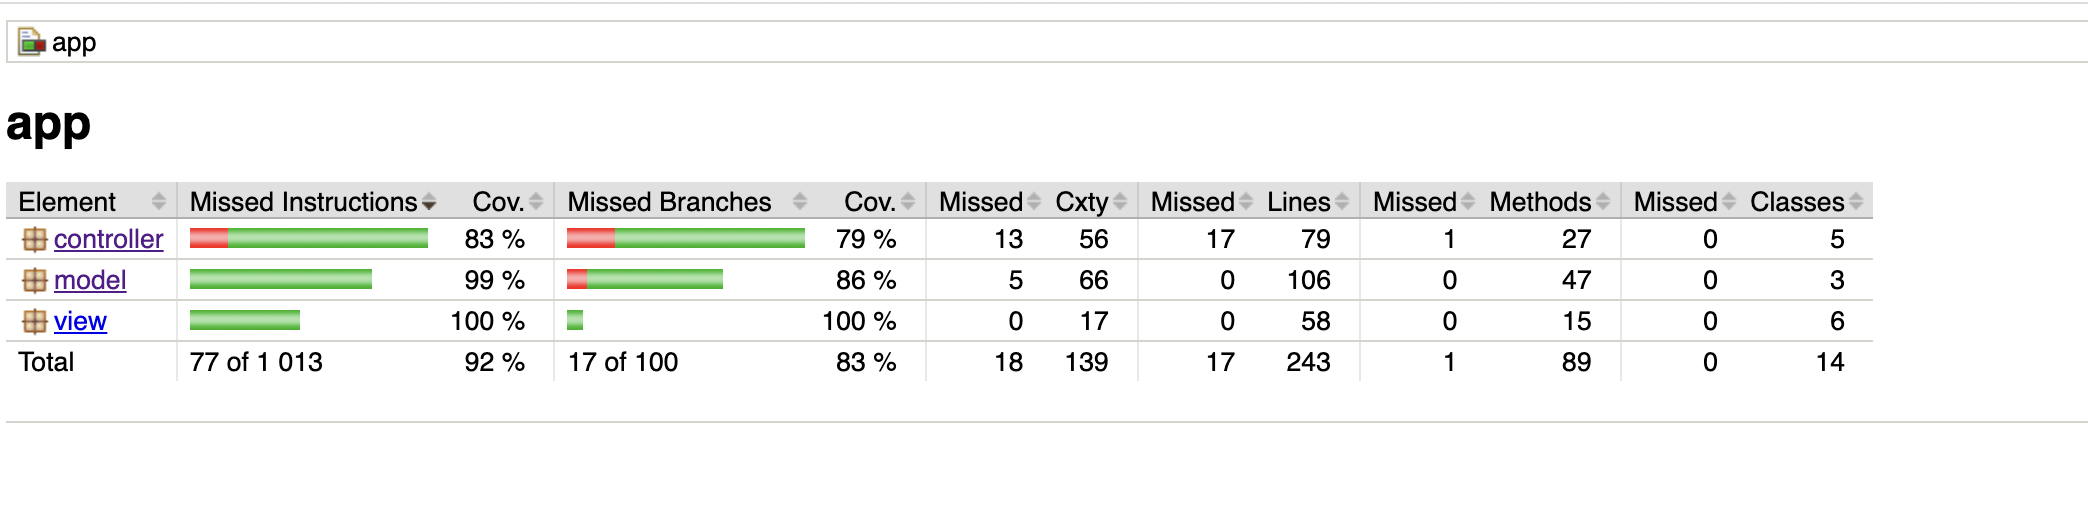 app
app
Element Missed Instructions Cov. Missed Branches Cov. Missed Cxty Missed Lines Missed Methods Missed Classes
controller 83 % 79 % 13 56 17 79 1 27 0 5
model 99 % 86 % 5 66 0 106 0 47 0 3
view 100 % 100 % 0 17 0 58 0 15 0 6
Total 77 of 1 013 92 % 17 of 100 83 % 18 139 17 243 1 89 0 14